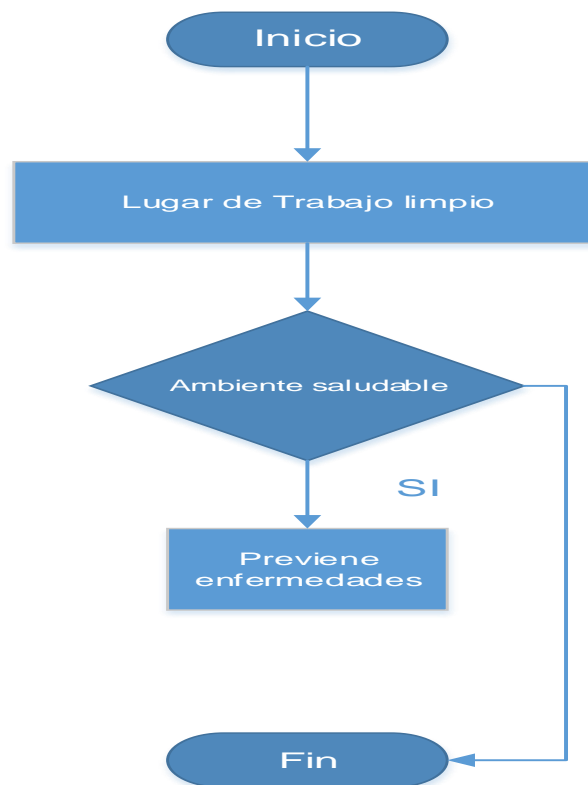 Inicio
Lugar de Trabajo limpio
Ambiente saludable
SI
Previene
enfermedades
Fin